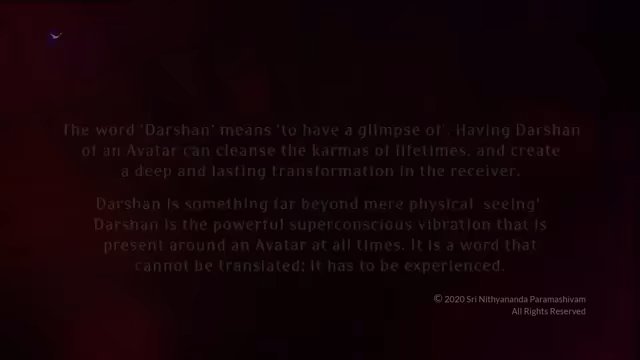 The word 'Darshan' means 'to have a glimpse of'. Having Darshan
of an Avatar can cleanse the karmas of lifetimes, and create
a deep and lasting transformation in the receiver.
Darshan is something far beyond mere physical 'seeing'
Darshan is the powerful superconscious vibration that is
present around an Avatar at all times. It is a word that
cannot be translated; it has to be experienced.
© 2020 Sri Nithyananda Paramashivam
All Rights Reserved